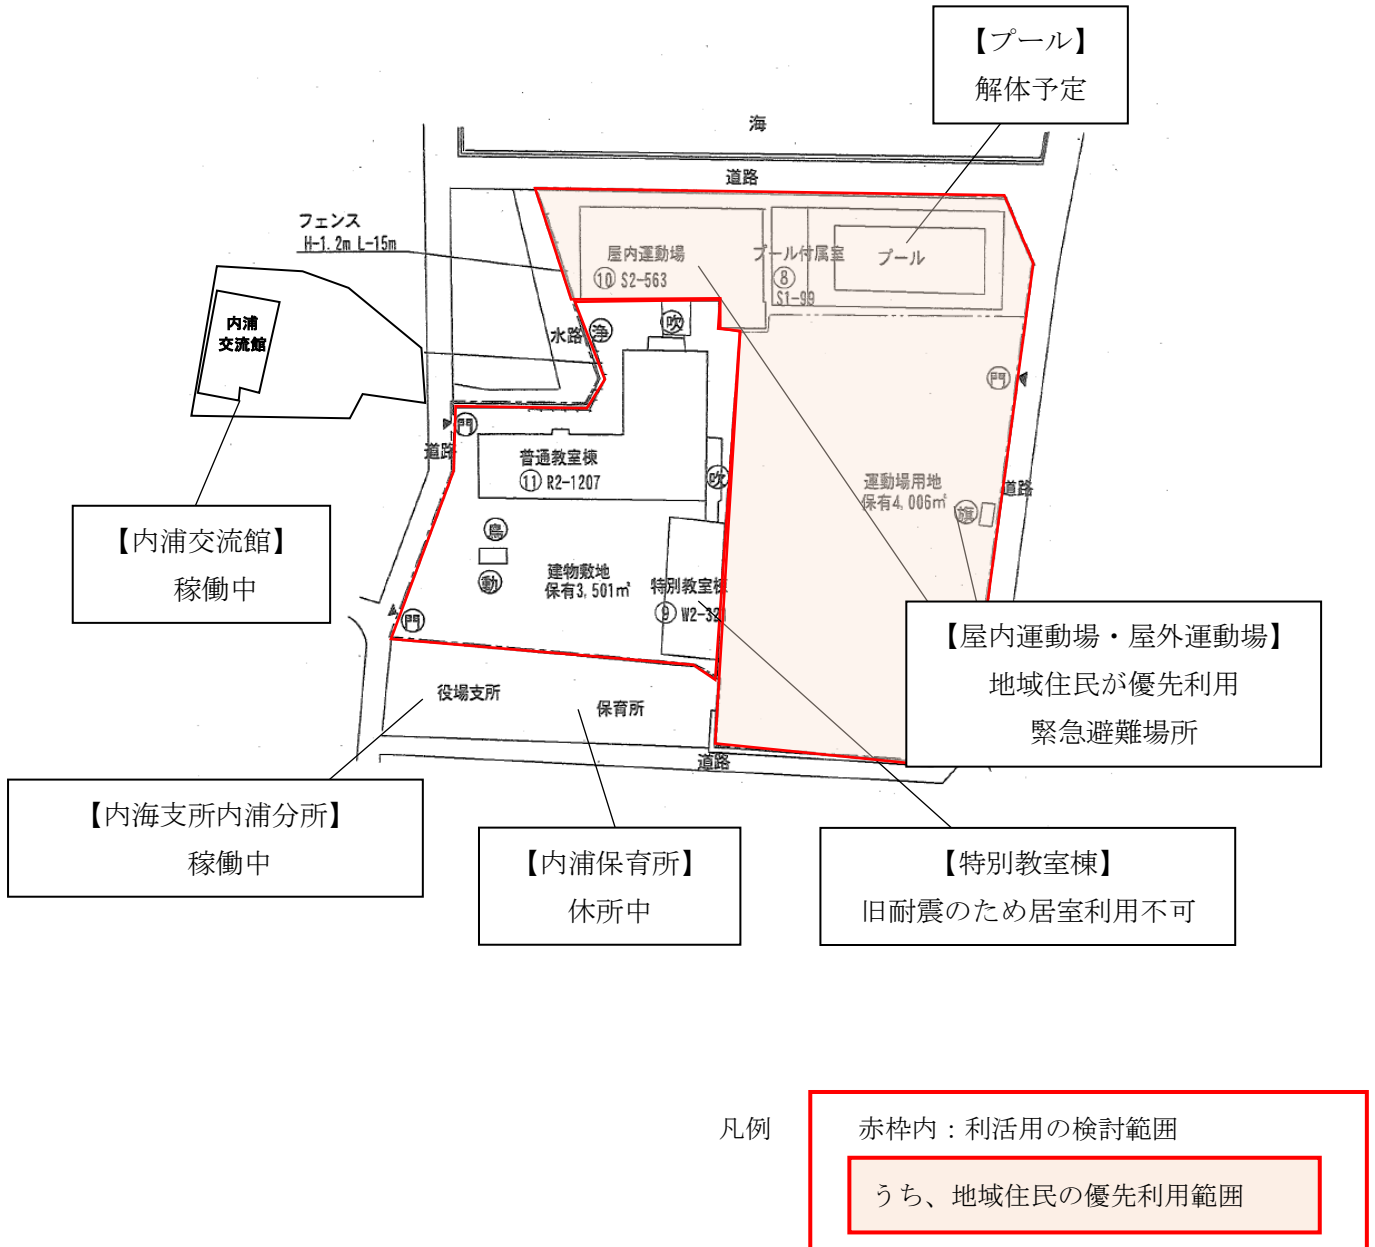 【プール】
解体予定
海
道路
フェンス
H-1.2m L-15m
屋内運動場
⑩ S2-563
プール付属室
⑧
S1-99
プール
内浦
交流館
水路
浄
吹
門
門
道路
普通教室棟
⑪ R2-1207
吹
運動場用地
保有4,006㎡
旗
道路
【内浦交流館】
稼働中
鳥
動
建物敷地
保有3,501㎡
特別教室棟
⑨ W2-321
門
【屋内運動場・屋外運動場】
地域住民が優先利用
緊急避難場所
役場支所
保育所
道路
【内海支所内浦分所】
稼働中
【内浦保育所】
休所中
【特別教室棟】
旧耐震のため居室利用不可
凡例
赤枠内：利活用の検討範囲
うち、地域住民の優先利用範囲